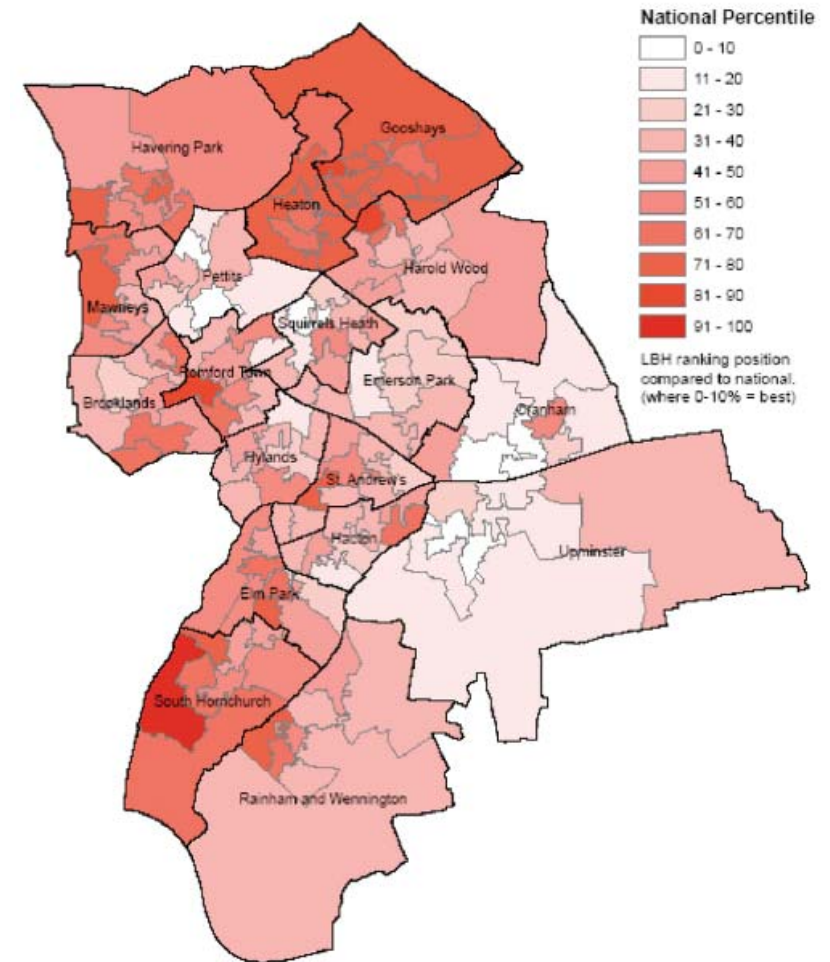 National Percentile
0 - 10
11 - 20
21 - 30
31 - 40
41 - 50
51 - 60
61 - 70
71 - 80
81 - 90
91 - 100
LBH ranking position
compared to national.
(where 0-10% = best)
Gooshays
Havering Park
Heaton
Harold Wood
Pettits
Mawneys
Squirrels Heath
Romford Town
Emerson Park
Brooklands
Cranham
Hylands
St. Andrew's
Hacton
Upminster
Elm Park
South Hornchurch
Rainham and Wennington